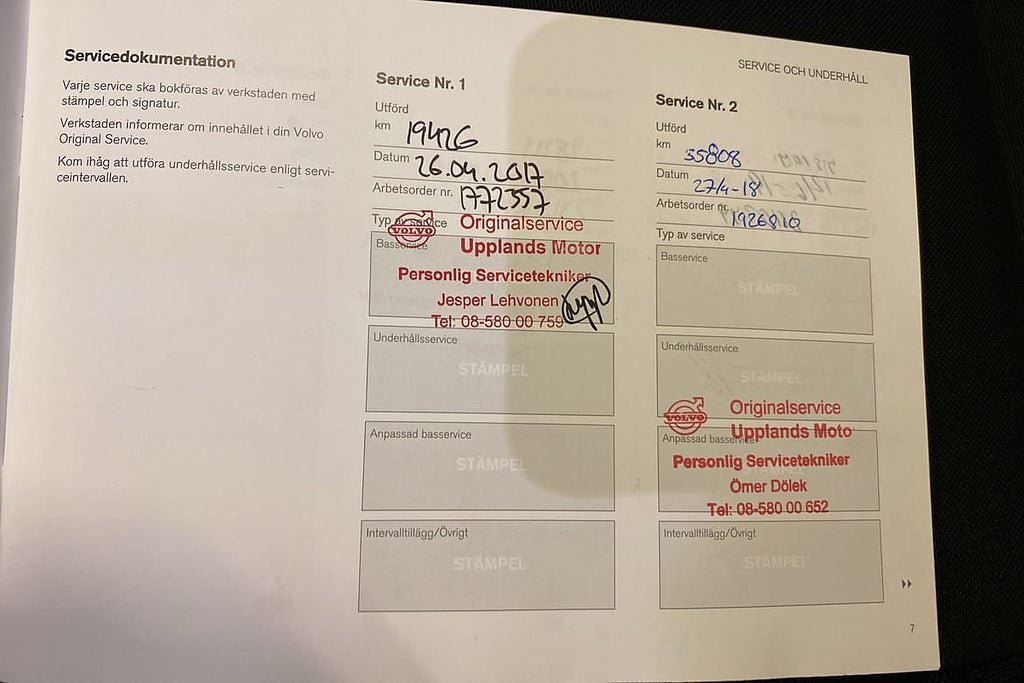 SERVICE OCH UNDERHÅLL
Servicedokumentation
Varje service ska bokföras av verkstaden med
stämpel och signatur.
Verkstaden informerar om innehållet i din Volvo
Original Service.
Kom ihåg att utföra underhållsservice enligt servi-
ceintervallen.
Service Nr. 1
Utförd
km 19426
Datum 26.04.2017
Arbetsorder nr. 1772357
Typ av service
Basservice
VOLVO
Originalservice
Upplands Motor
Personlig Servicetekniker
Jesper Lehvonen
Tel: 08-580 00 759
Underhållsservice
STÄMPEL
Anpassad basservice
STÄMPEL
Intervalltillägg/Övrigt
STÄMPEL
Service Nr. 2
Utförd
km 35808
Datum 27/4-18
Arbetsorder nr. 1926810
Typ av service
Basservice
STÄMPEL
Underhållsservice
STÄMPEL
VOLVO
Originalservice
Upplands Moto
Anpassad basservice
Personlig Servicetekniker
Ömer Dölek
Tel: 08-580 00 652
Intervalltillägg/Övrigt
STÄMPEL
7